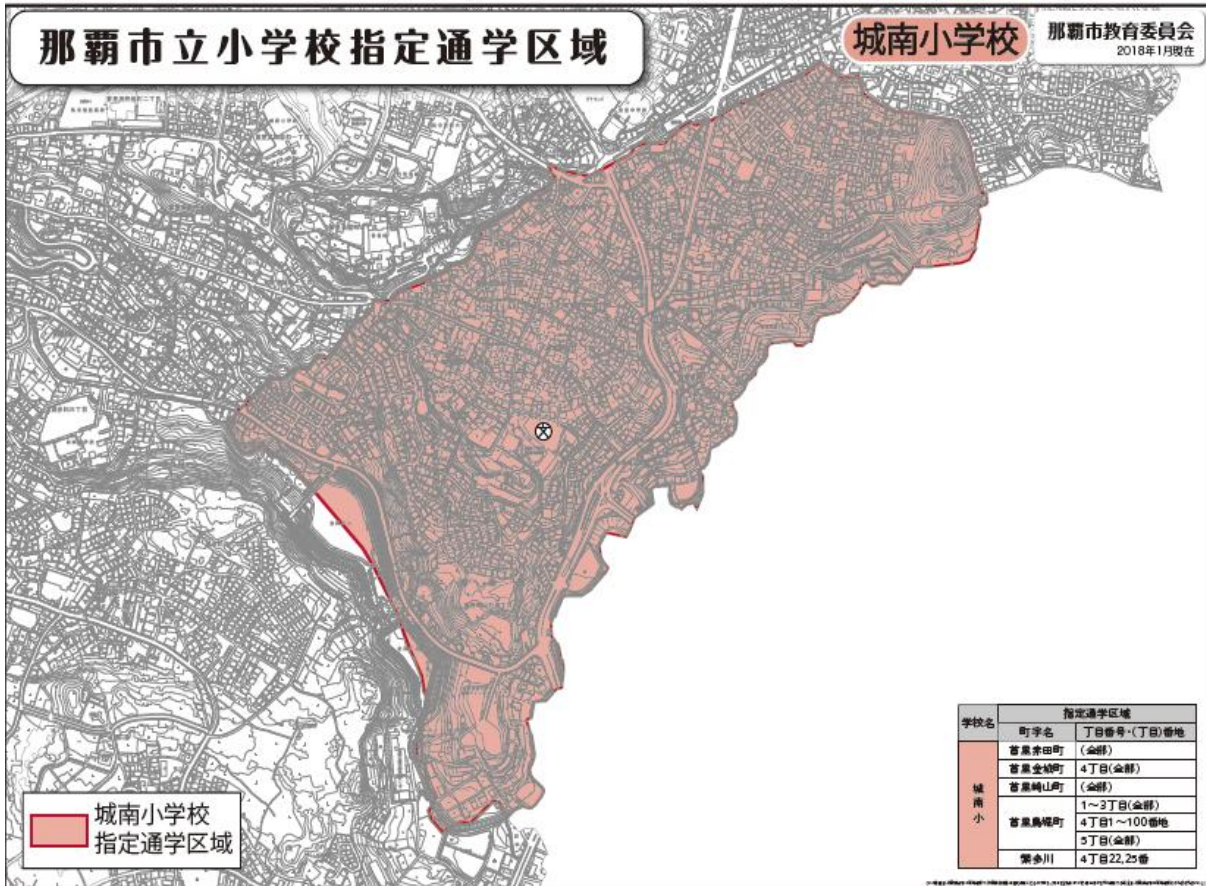 那覇市立小学校指定通学区域
城南小学校
那覇市教育委員会
2018年1月現在
学校名 指定通学区域
町字名 丁目番号・(丁目)番地
城南小
首里赤田町 (全部)
首里金城町 4丁目(全部)
首里崎山町 (全部)
首里鳥堀町 1～3丁目(全部)
4丁目1～100番地
5丁目(全部)
繁多川 4丁目22,25番
城南小学校
指定通学区域